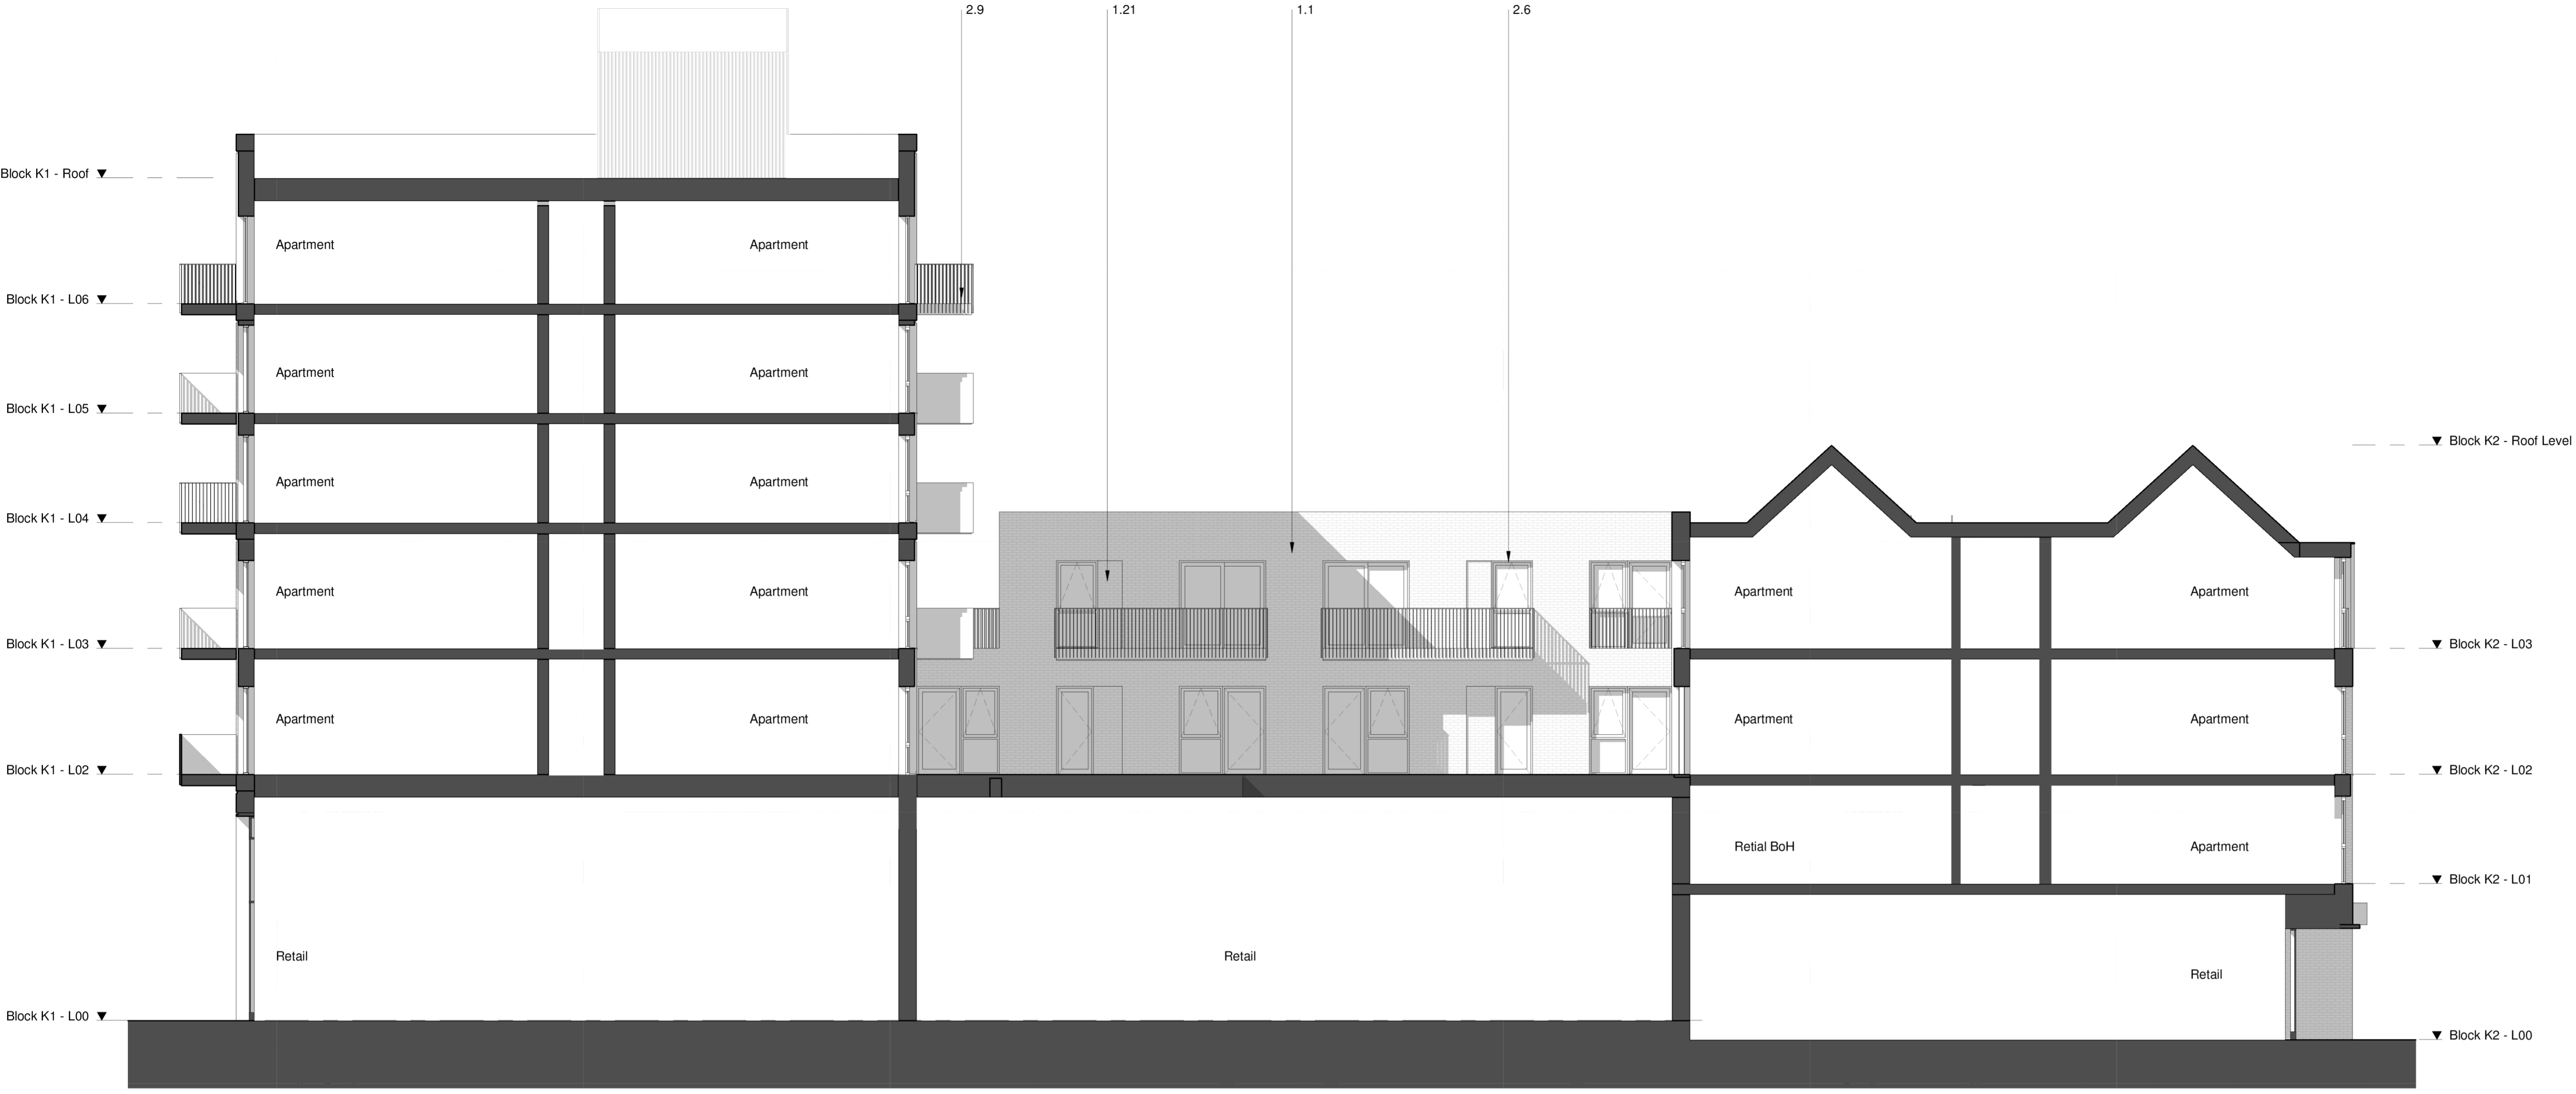 2.9 1.21 1.1 2.6
Block K1 - Roof
Apartment Apartment
Block K1 - L06
Apartment Apartment
Block K1 - L05
Block K2 - Roof Level
Apartment Apartment
Block K1 - L04
Apartment Apartment Apartment Apartment
Block K1 - L03 Block K2 - L03
Apartment Apartment Apartment Apartment
Block K1 - L02 Block K2 - L02
Retial BoH Apartment
Block K2 - L01
Retail Retail
Retail
Block K1 - L00
Block K2 - L00